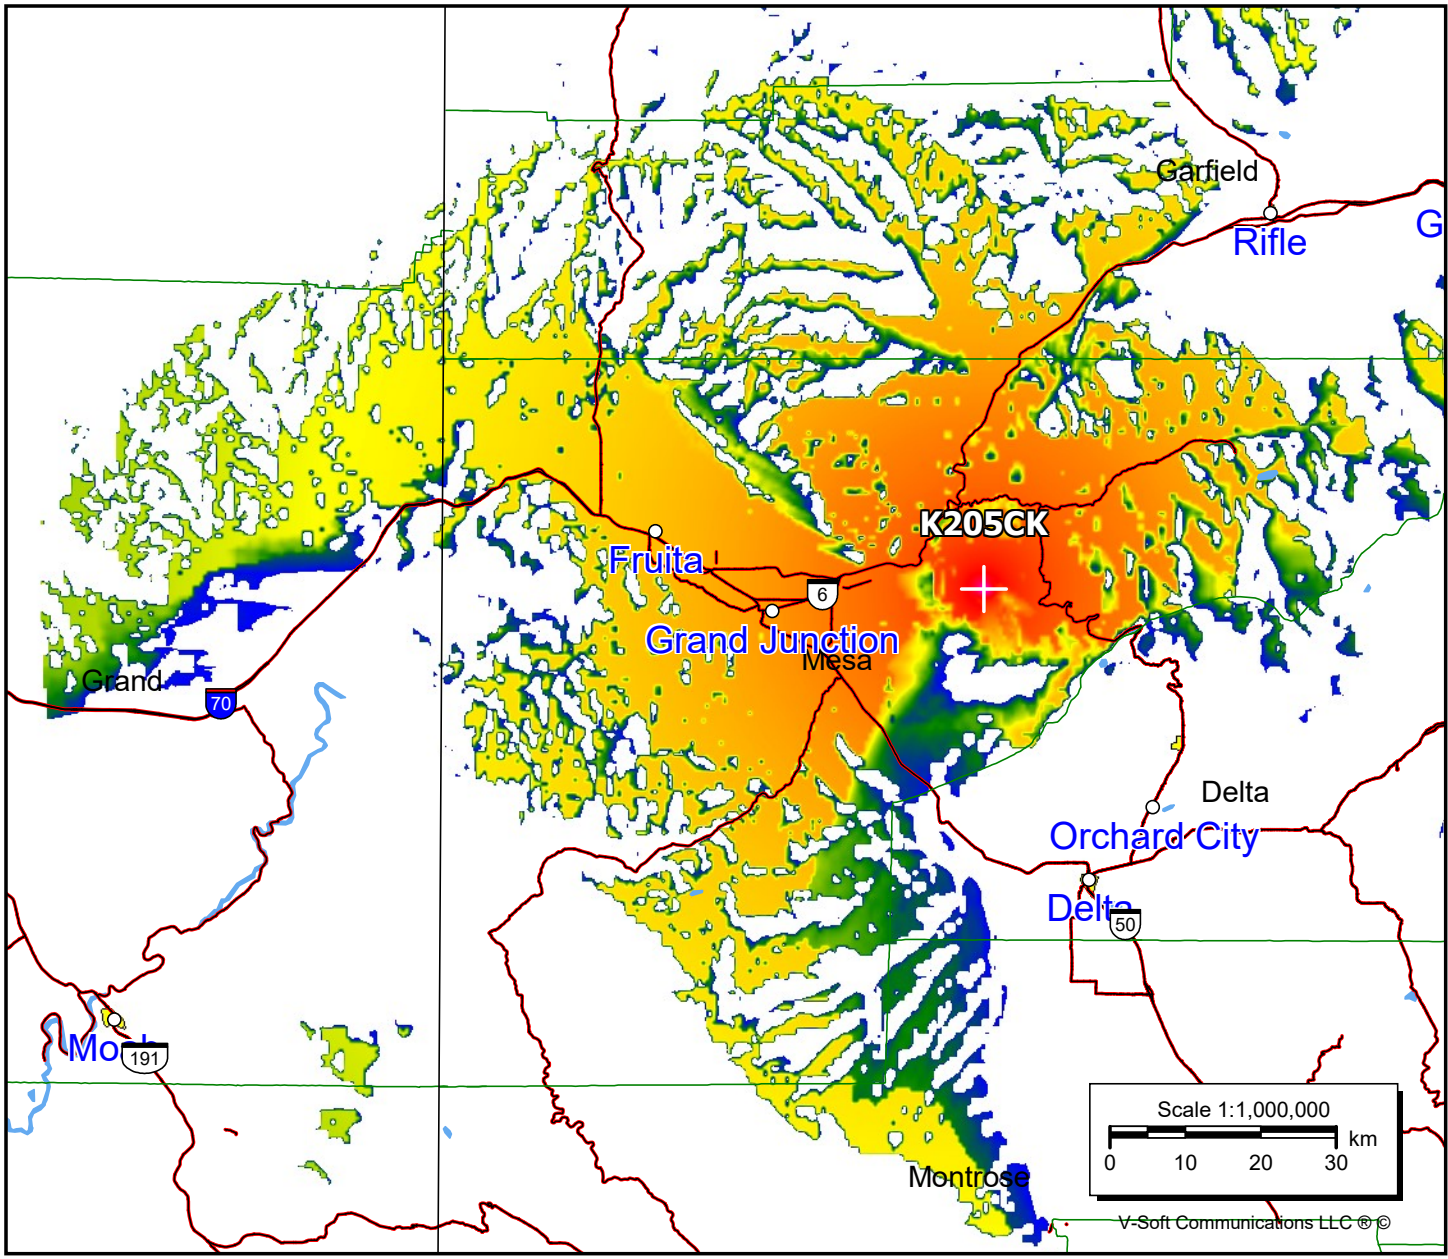 Garfield
Rifle
G
K205CK
Fruita
6
Grand Junction
Mesa
Grand
70
Delta
Orchard City
Delta
50
191
Montrose
Scale 1:1,000,000
km
0 10 20 30
V-Soft Communications LLC ® ©